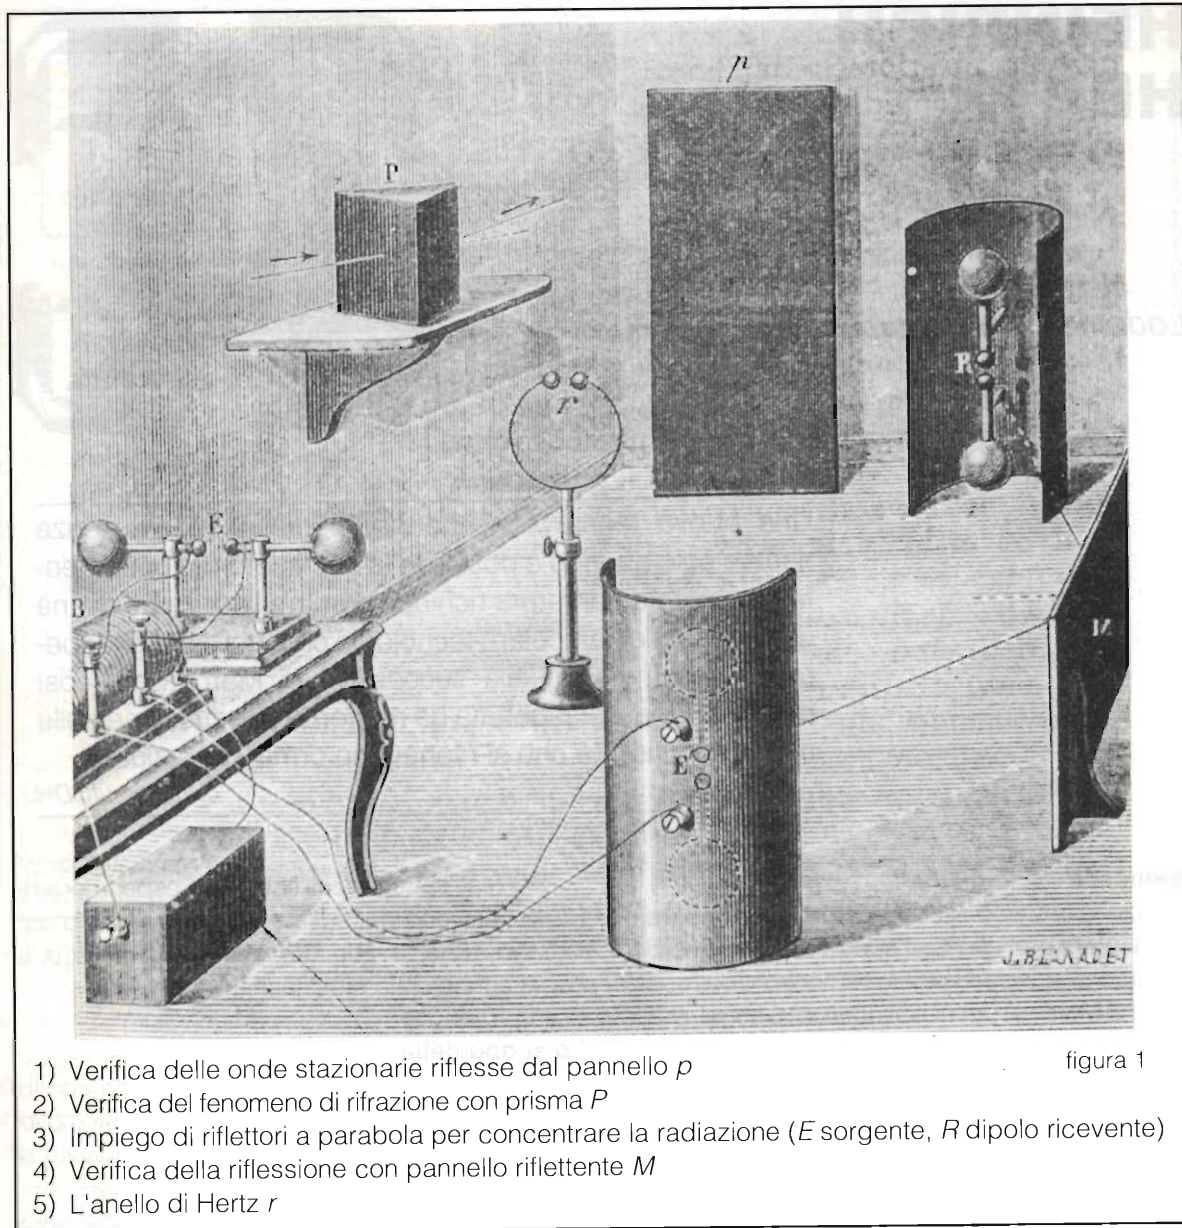 p
P
R
E
r
B
M
E
J. BLANADET
1) Verifica delle onde stazionarie riflesse dal pannello p
figura 1
2) Verifica del fenomeno di rifrazione con prisma P
3) Impiego di riflettori a parabola per concentrare la radiazione (E sorgente, R dipolo ricevente)
4) Verifica della riflessione con pannello riflettente M
5) L'anello di Hertz r